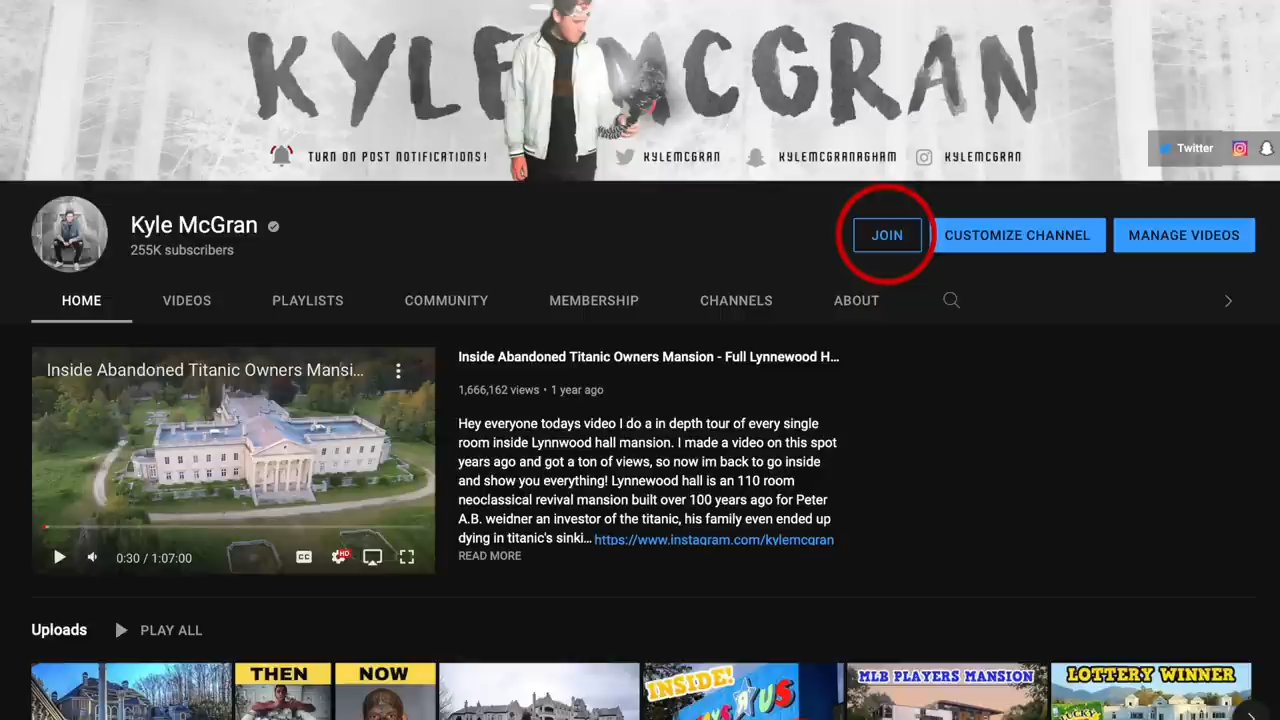 KYLE MCGRAN
TURN ON POST NOTIFICATIONS! KYLEMCGRAN KYLEMCGRANAGHAM KYLEMCGRAN
Twitter
Kyle McGran
255K subscribers
JOIN CUSTOMIZE CHANNEL MANAGE VIDEOS
HOME VIDEOS PLAYLISTS COMMUNITY MEMBERSHIP CHANNELS ABOUT
Inside Abandoned Titanic Owners Mansi...
0:30 / 1:07:00
CC HD
Inside Abandoned Titanic Owners Mansion - Full Lynnewood H...
1,666,162 views • 1 year ago
Hey everyone todays video I do a in depth tour of every single
room inside Lynnwood hall mansion. I made a video on this spot
years ago and got a ton of views, so now im back to go inside
and show you everything! Lynnewood hall is an 110 room
neoclassical revival mansion built over 100 years ago for Peter
A.B. weidner an investor of the titanic, his family even ended up
dying in titanic's sinki... https://www.instagram.com/kylemcgran
READ MORE
Uploads PLAY ALL
THEN NOW
INSIDE!
MLB PLAYERS MANSION
LOTTERY WINNER